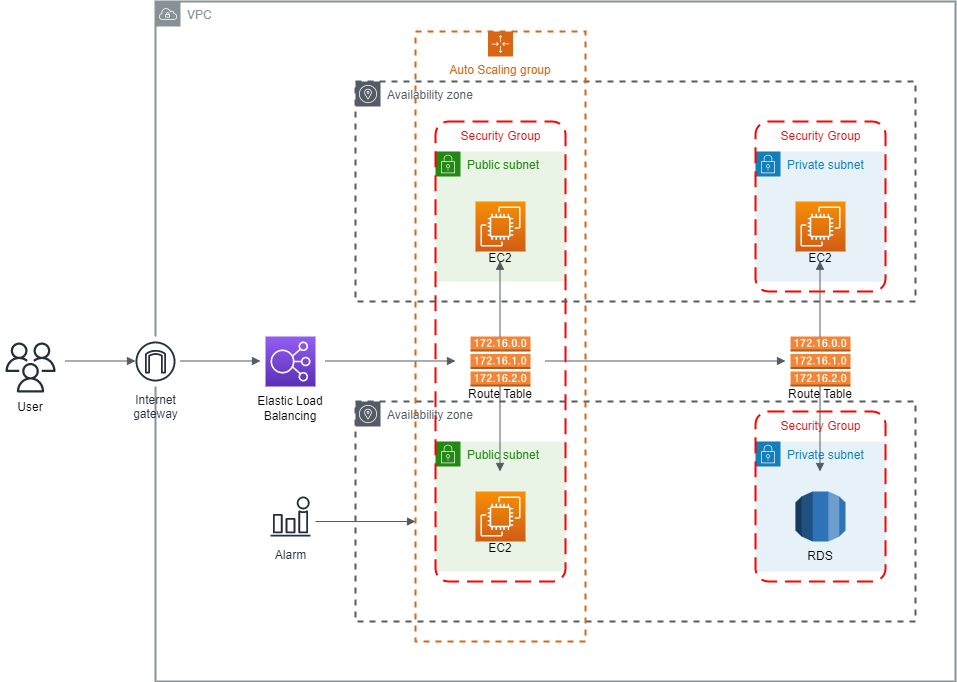 VPC
Auto Scaling group
Availability zone
Security Group
Public subnet
EC2
Security Group
Private subnet
EC2
User
Internet
gateway
Elastic Load
Balancing
172.16.0.0
172.16.1.0
172.16.2.0
Route Table
172.16.0.0
172.16.1.0
172.16.2.0
Route Table
Availability zone
Public subnet
EC2
Security Group
Private subnet
RDS
Alarm